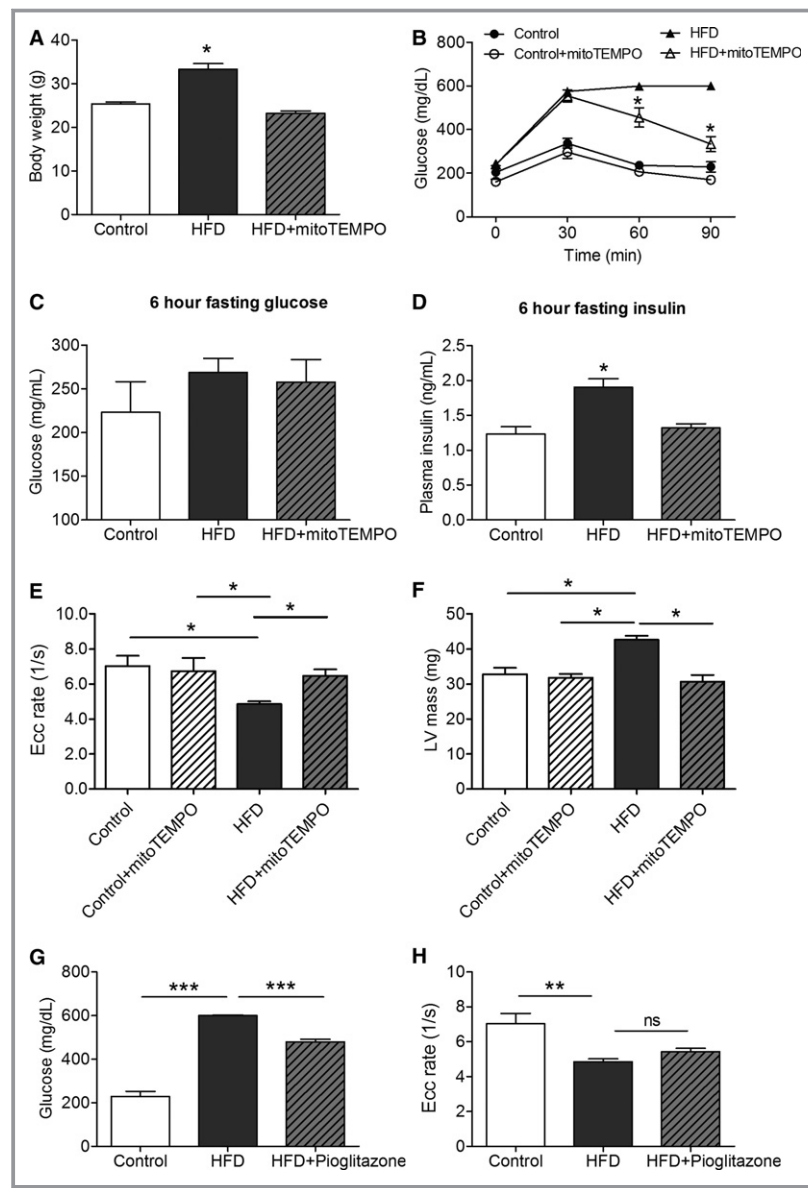 A
Body weight (g)
40
30
20
10
0
*
Control
HFD
HFD+mitoTEMPO
B
Control
HFD
Control+mitoTEMPO
HFD+mitoTEMPO
Glucose (mg/dL)
600
400
200
0
*
*
0
30
60
90
Time (min)
C
6 hour fasting glucose
Glucose (mg/mL)
300
250
200
150
100
Control
HFD
HFD+mitoTEMPO
D
6 hour fasting insulin
Plasma insulin (ng/mL)
2.5
2.0
1.5
1.0
0.5
0.0
*
Control
HFD
HFD+mitoTEMPO
E
Ecc rate (1/s)
10.0
8.0
6.0
4.0
2.0
0.0
*
*
*
Control
Control+mitoTEMPO
HFD
HFD+mitoTEMPO
F
LV mass (mg)
50
40
30
20
10
0
*
*
*
Control
Control+mitoTEMPO
HFD
HFD+mitoTEMPO
G
Glucose (mg/dL)
800
600
400
200
0
***
***
Control
HFD
HFD+Pioglitazone
H
Ecc rate (1/s)
10
8
6
4
2
0
**
ns
Control
HFD
HFD+Pioglitazone